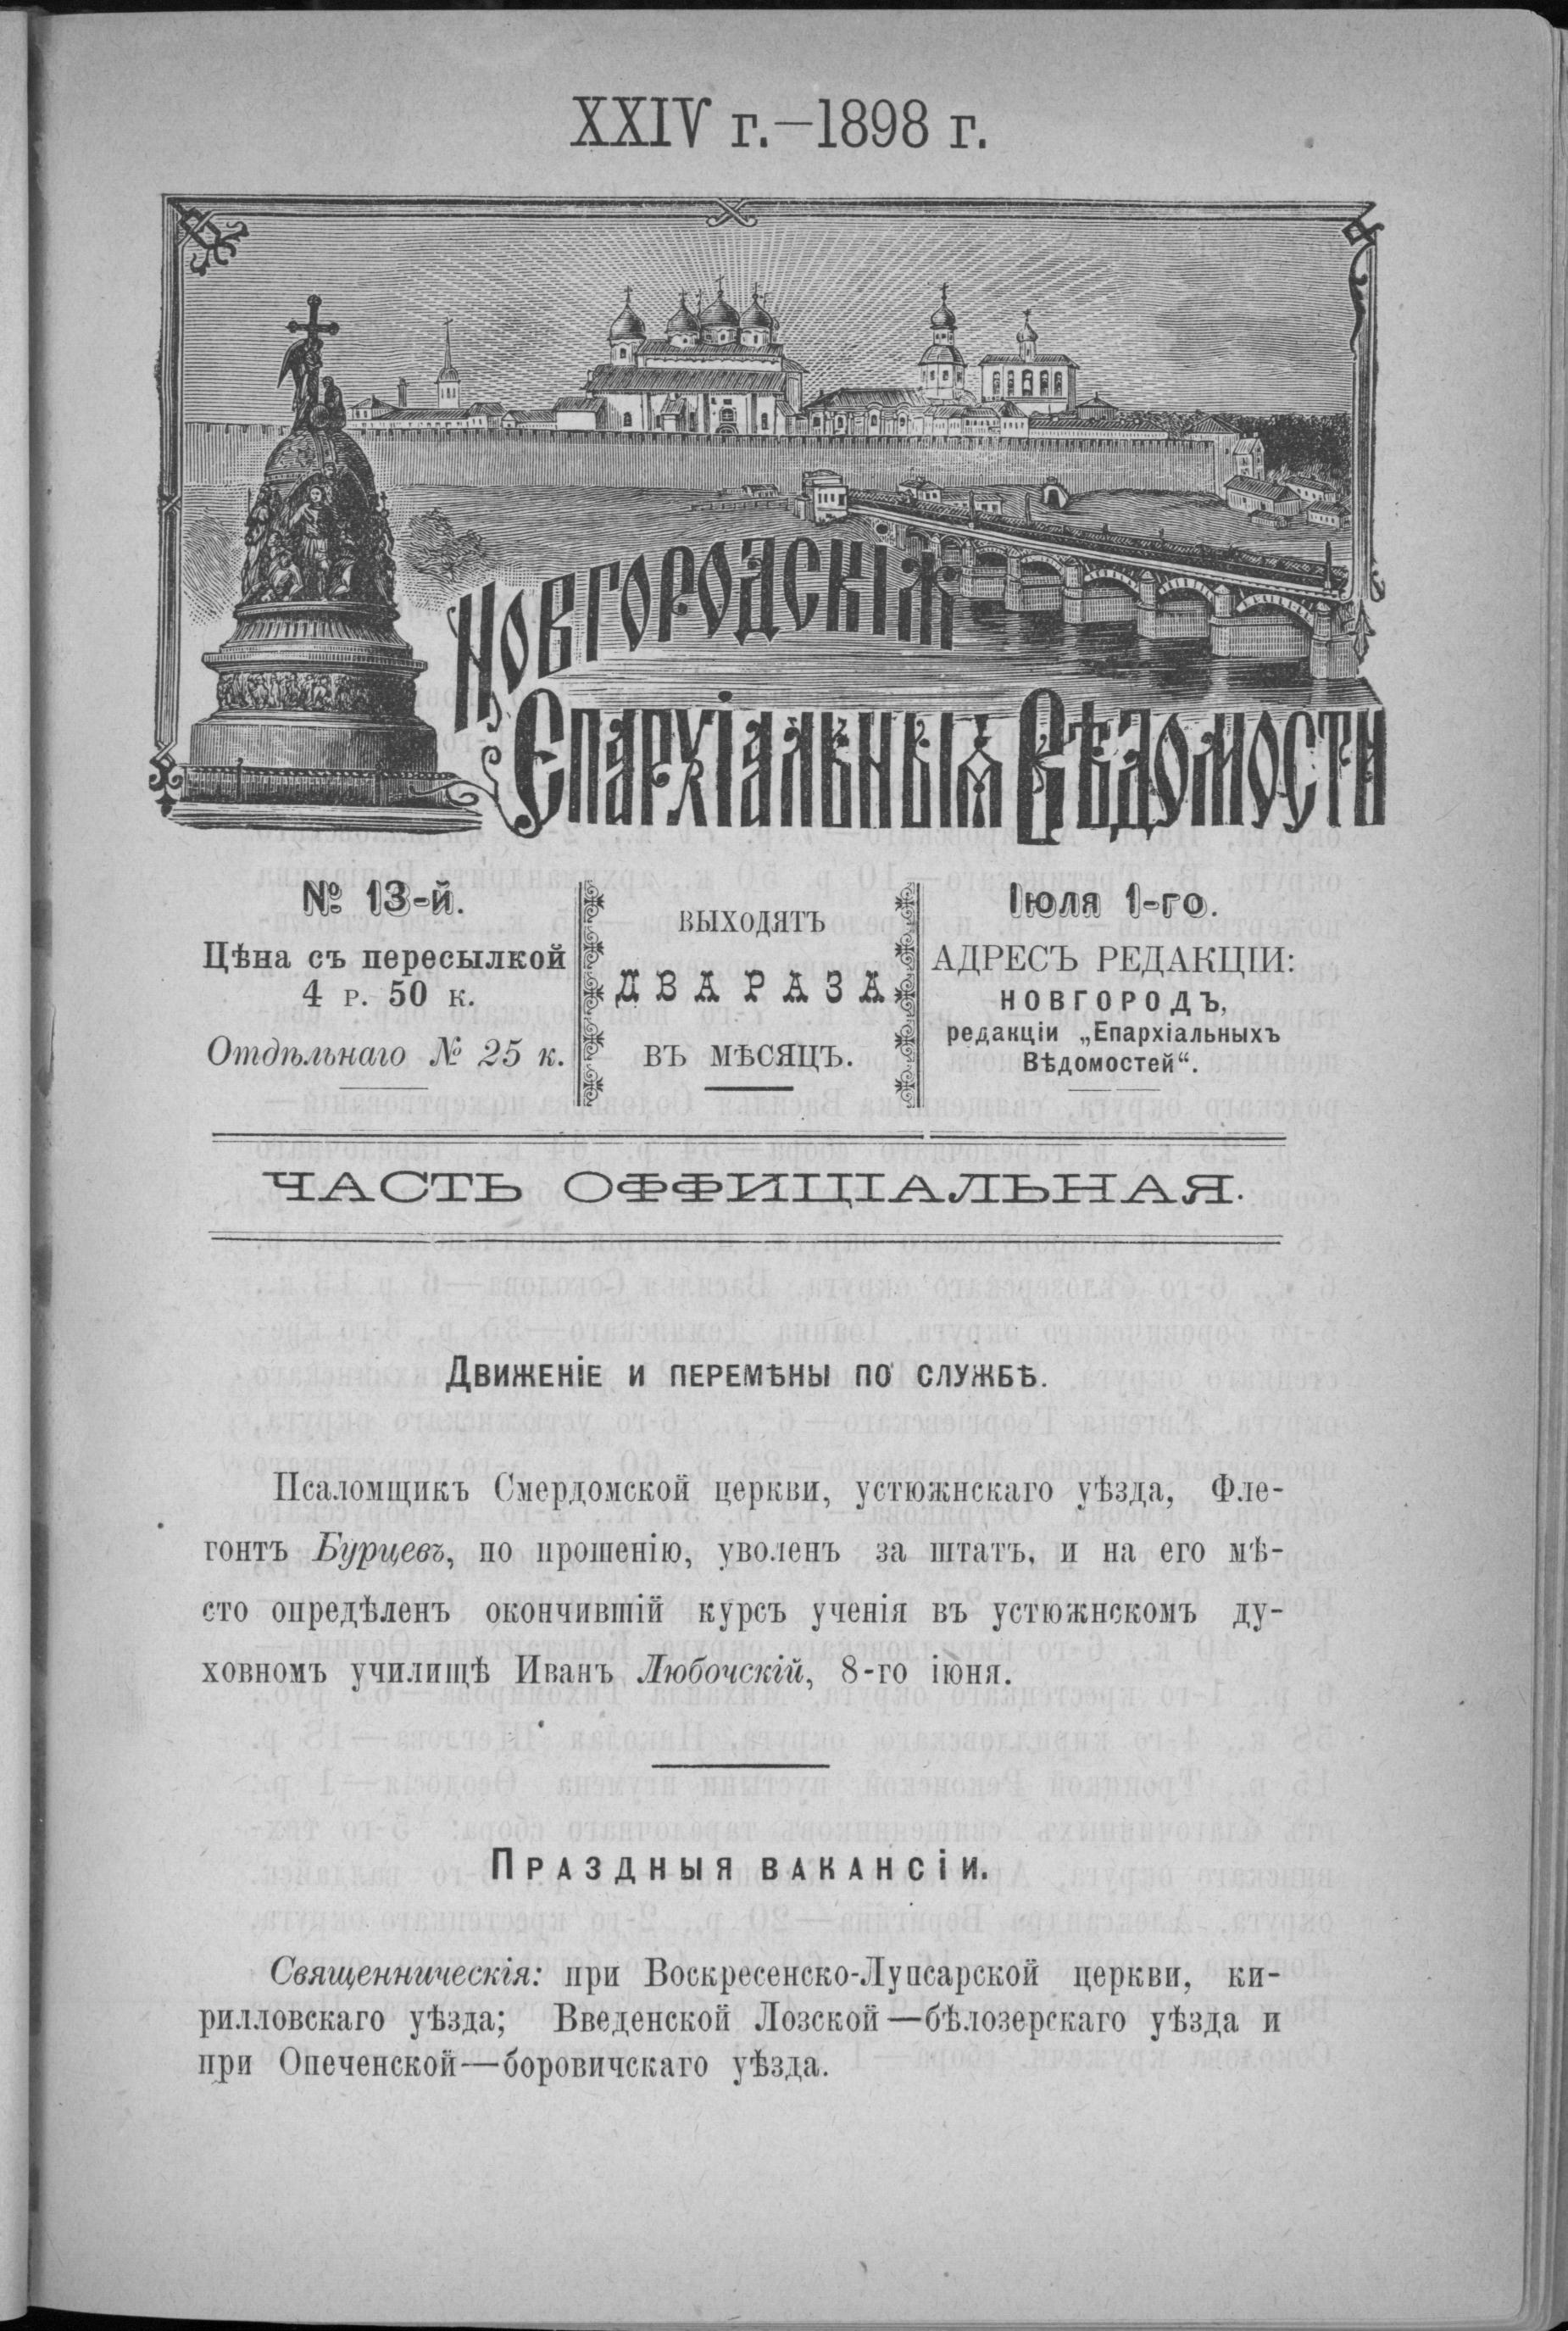 XXIV г.—1898 г.
Новгородскія
Епархіальныя Вѣдомости
№ 13-й.
Цѣна съ пересылкой
4 р. 50 к.
Отдѣльнаго № 25 к.
ВЫХОДЯТЪ
ДВА РАЗА
ВЪ МѢСЯЦЪ.
Іюля 1-го.
АДРЕСЪ РЕДАКЦІИ:
НОВГОРОДЪ,
редакціи „Епархіальныхъ
Вѣдомостей“.
ЧАСТЬ ОФФИЦІАЛЬНАЯ.
Движеніе и перемѣны по службѣ.
Псаломщикъ Смердомской церкви, устюжнскаго уѣзда, Фле-
гонтъ Бурцевъ, по прошенію, уволенъ за штатъ, и на его мѣ-
сто опредѣленъ окончившій курсъ ученія въ устюжнскомъ ду-
ховномъ училищѣ Иванъ Любочскій, 8-го іюня.
Праздныя вакансіи.
Священническія: при Воскресенско-Лупсарской церкви, ки-
рилловскаго уѣзда; Введенской Лозской—бѣлозерскаго уѣзда и
при Опеченской—боровичскаго уѣзда.